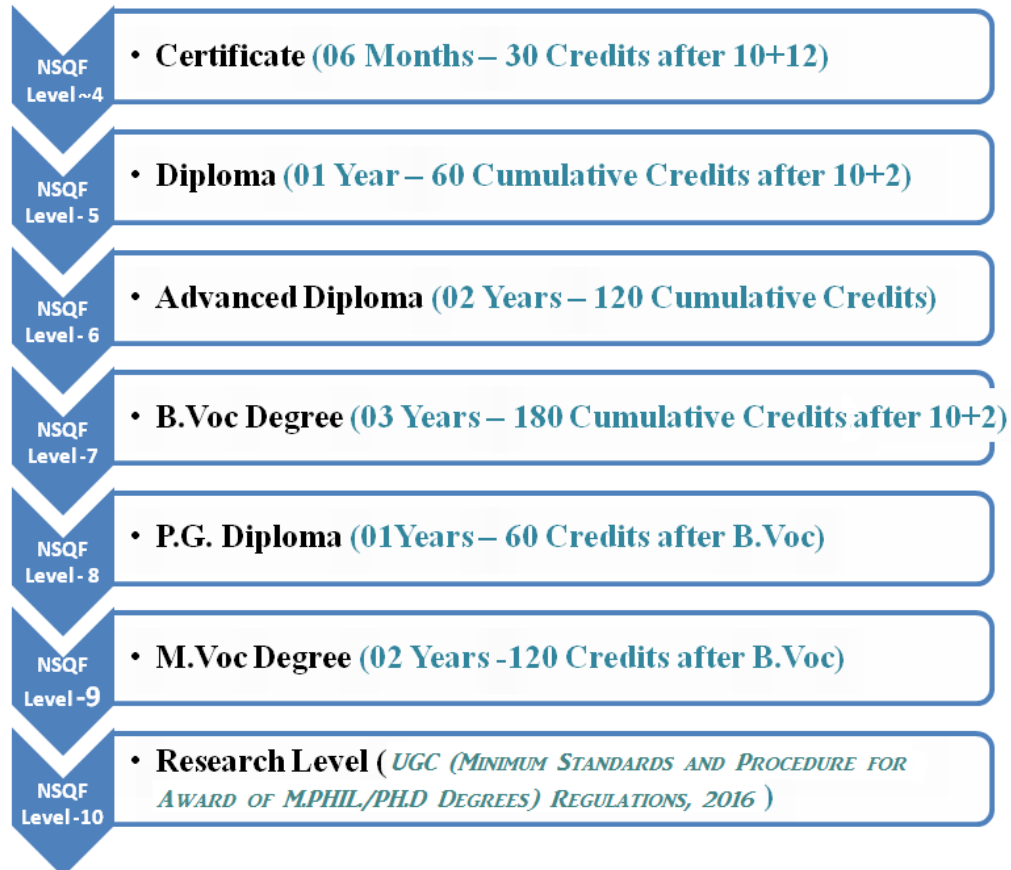 NSQF
Level ~4
• Certificate (06 Months – 30 Credits after 10+12)
NSQF
Level - 5
• Diploma (01 Year – 60 Cumulative Credits after 10+2)
NSQF
Level - 6
• Advanced Diploma (02 Years – 120 Cumulative Credits)
NSQF
Level -7
• B.Voc Degree (03 Years – 180 Cumulative Credits after 10+2)
NSQF
Level - 8
• P.G. Diploma (01Years – 60 Credits after B.Voc)
NSQF
Level -9
• M.Voc Degree (02 Years -120 Credits after B.Voc)
NSQF
Level -10
• Research Level ( UGC (MINIMUM STANDARDS AND PROCEDURE FOR
AWARD OF M.PHIL./PH.D DEGREES) REGULATIONS, 2016 )